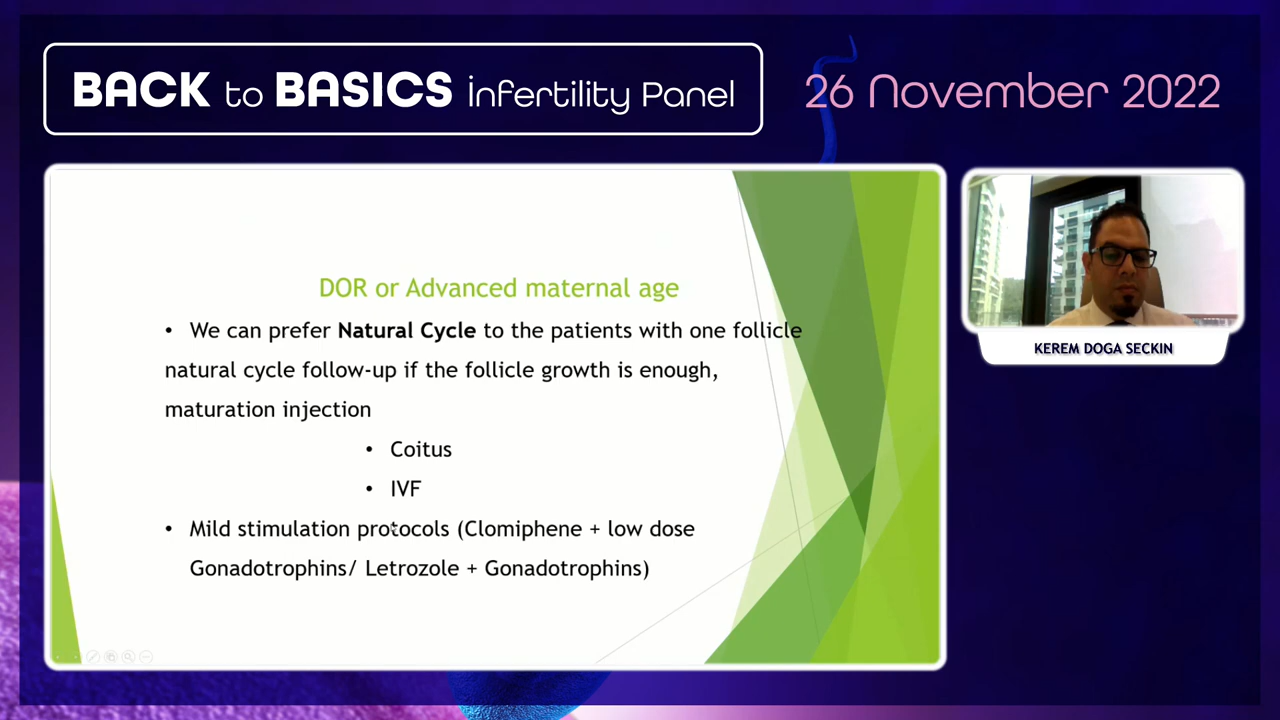 BACK to BASICS infertility Panel
26 November 2022
DOR or Advanced maternal age
• We can prefer Natural Cycle to the patients with one follicle
natural cycle follow-up if the follicle growth is enough,
maturation injection
• Coitus
• IVF
• Mild stimulation protocols (Clomiphene + low dose
Gonadotrophins/ Letrozole + Gonadotrophins)
KEREM DOGA SECKIN